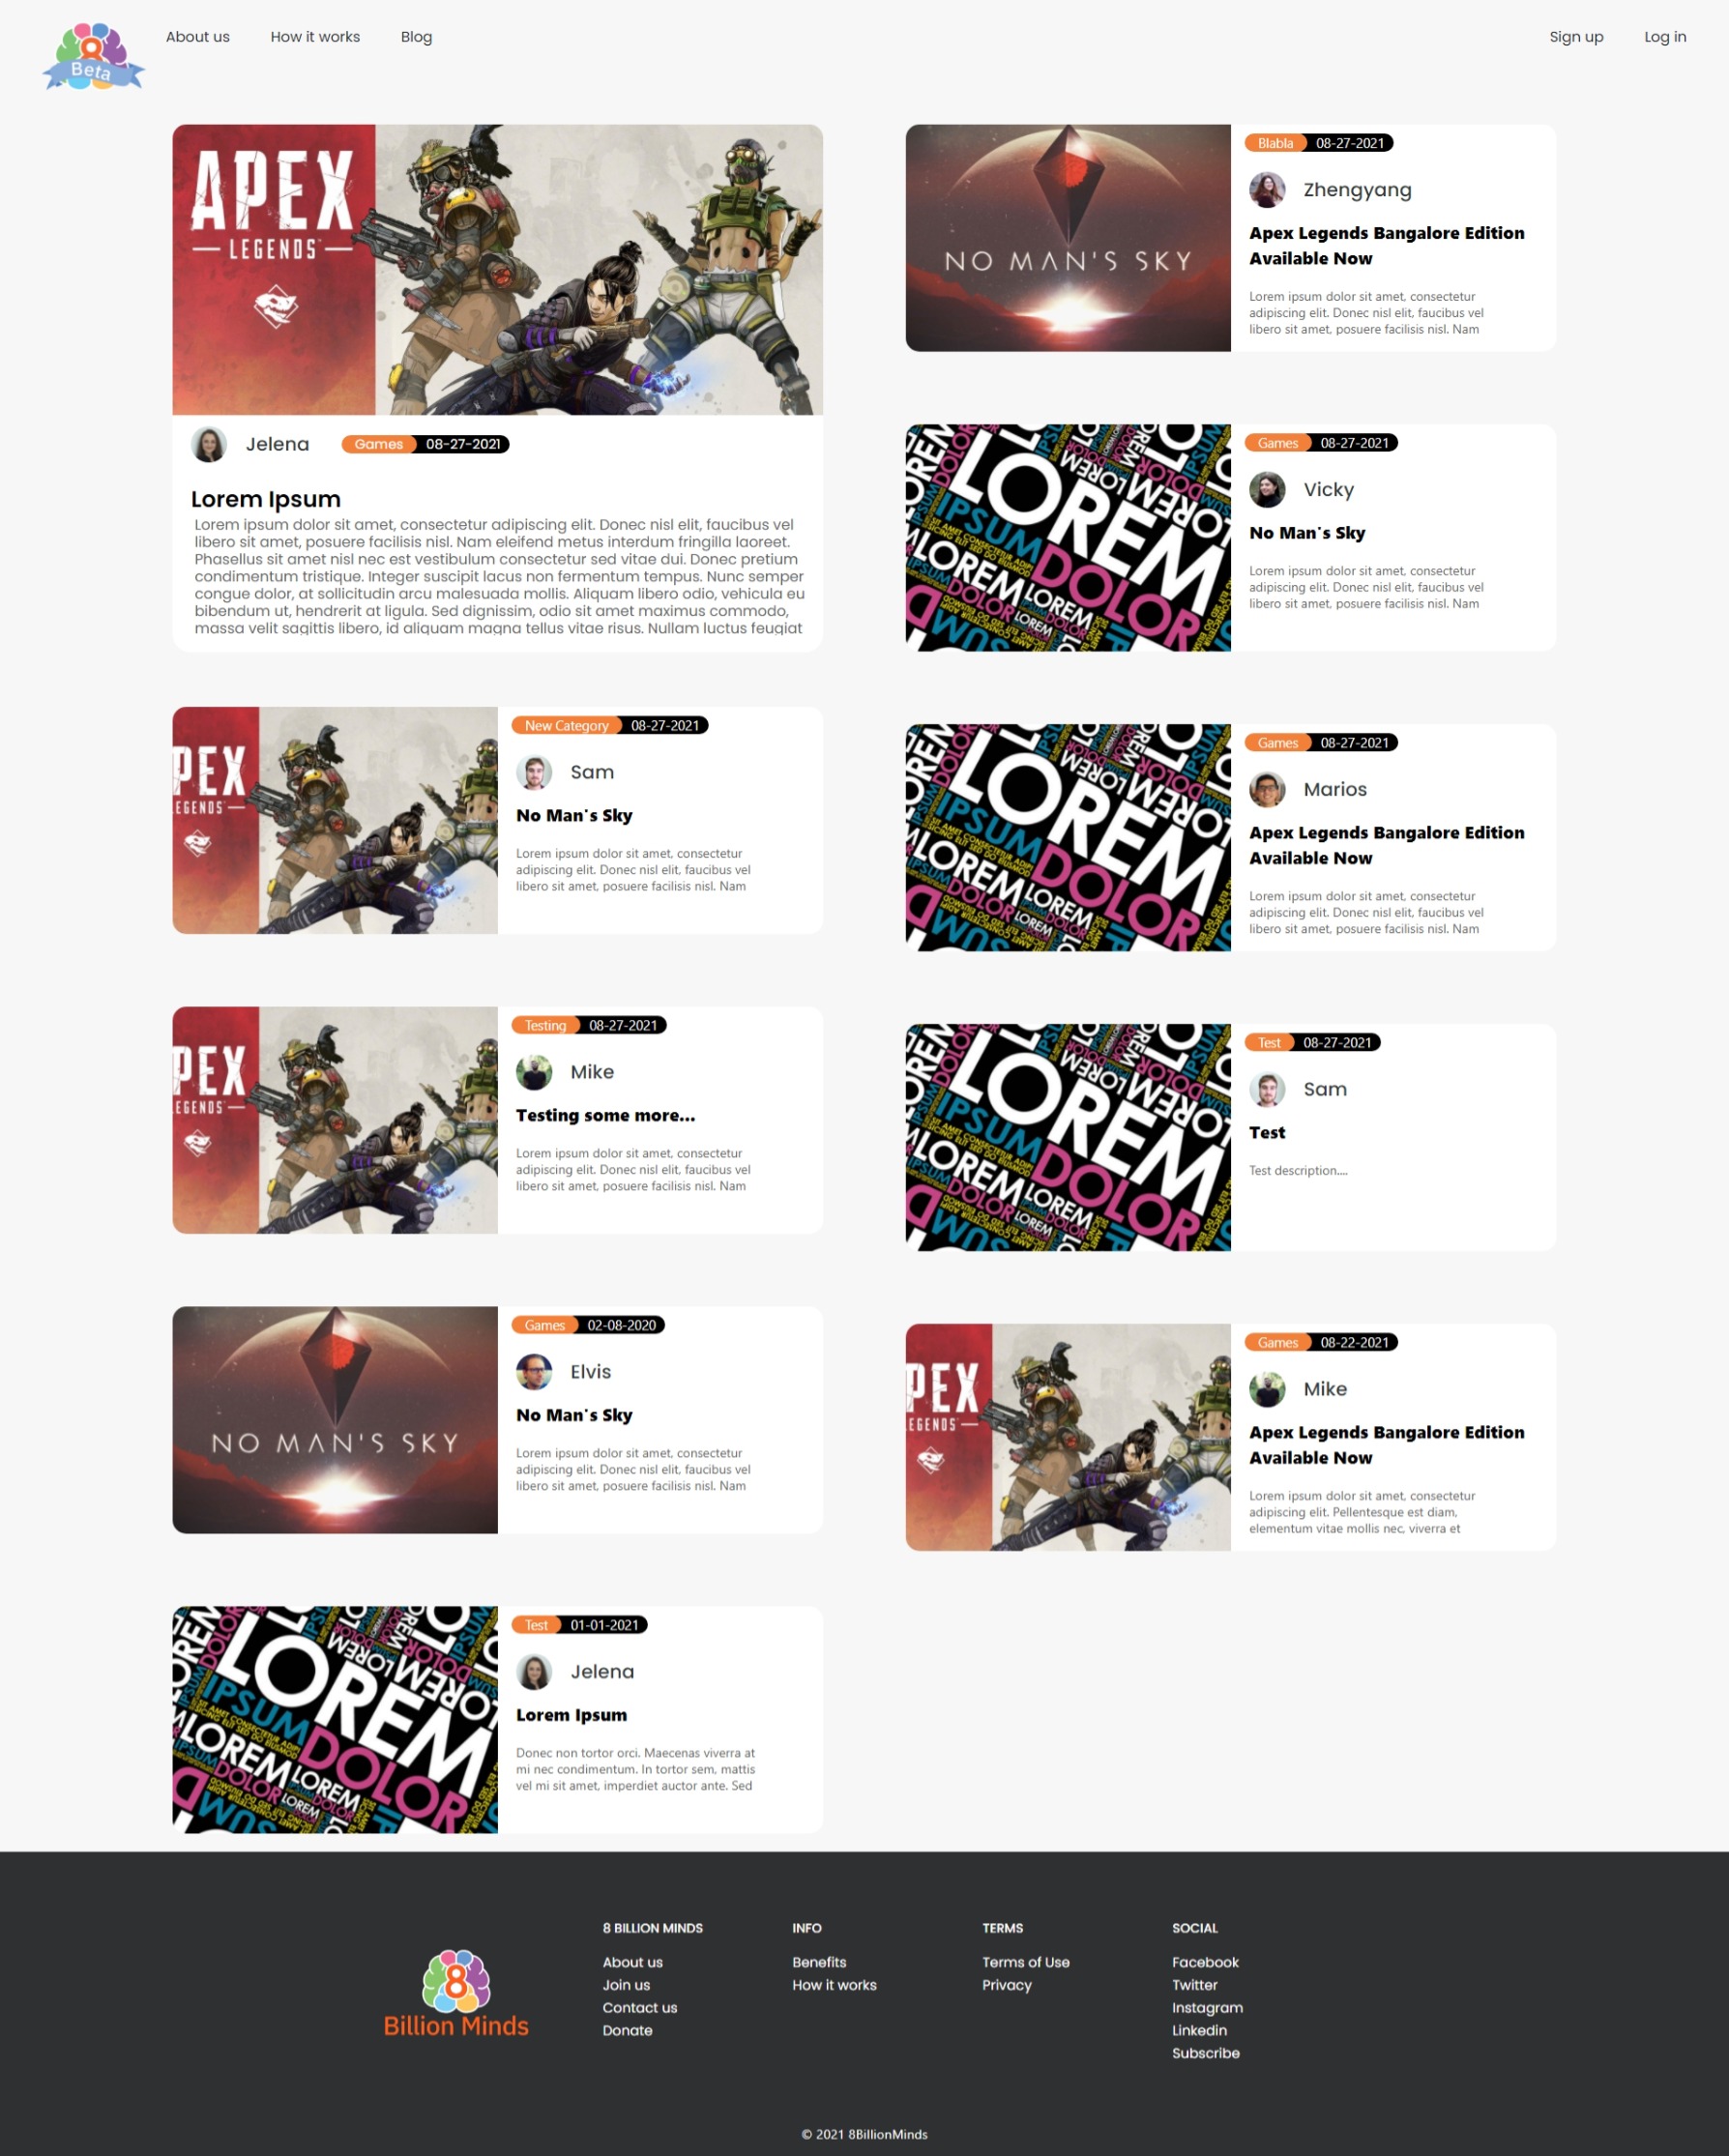 8
Beta
About us
How it works
Blog
Sign up
Log in
APEX
LEGENDS
Jelena
Games
08-27-2021
Lorem Ipsum
Lorem ipsum dolor sit amet, consectetur adipiscing elit. Donec nisl elit, faucibus vel
libero sit amet, posuere facilisis nisl. Nam eleifend metus interdum fringilla laoreet.
Phasellus sit amet nisl nec est vestibulum consectetur sed vitae dui. Donec pretium
condimentum tristique. Integer suscipit lacus non fermentum tempus. Nunc semper
congue dolor, at sollicitudin arcu malesuada mollis. Aliquam libero odio, vehicula eu
bibendum ut, hendrerit at ligula. Sed dignissim, odio sit amet maximus commodo,
massa velit sagittis libero, id aliquam magna tellus vitae risus. Nullam luctus feugiat
NO MAN'S SKY
Blabla
08-27-2021
Zhengyang
Apex Legends Bangalore Edition
Available Now
Lorem ipsum dolor sit amet, consectetur
adipiscing elit. Donec nisl elit, faucibus vel
libero sit amet, posuere facilisis nisl. Nam
LOREM
IPSUM
DOLOR
Games
08-27-2021
Vicky
No Man's Sky
Lorem ipsum dolor sit amet, consectetur
adipiscing elit. Donec nisl elit, faucibus vel
libero sit amet, posuere facilisis nisl. Nam
PEX
EGENDS
New Category
08-27-2021
Sam
No Man's Sky
Lorem ipsum dolor sit amet, consectetur
adipiscing elit. Donec nisl elit, faucibus vel
libero sit amet, posuere facilisis nisl. Nam
LOREM
IPSUM
DOLOR
Games
08-27-2021
Marios
Apex Legends Bangalore Edition
Available Now
Lorem ipsum dolor sit amet, consectetur
adipiscing elit. Donec nisl elit, faucibus vel
libero sit amet, posuere facilisis nisl. Nam
PEX
EGENDS
Testing
08-27-2021
Mike
Testing some more...
Lorem ipsum dolor sit amet, consectetur
adipiscing elit. Donec nisl elit, faucibus vel
libero sit amet, posuere facilisis nisl. Nam
LOREM
IPSUM
DOLOR
Test
08-27-2021
Sam
Test
Test description....
NO MAN'S SKY
Games
02-08-2020
Elvis
No Man's Sky
Lorem ipsum dolor sit amet, consectetur
adipiscing elit. Donec nisl elit, faucibus vel
libero sit amet, posuere facilisis nisl. Nam
PEX
EGENDS
Games
08-22-2021
Mike
Apex Legends Bangalore Edition
Available Now
Lorem ipsum dolor sit amet, consectetur
adipiscing elit. Pellentesque est diam,
elementum vitae mollis nec, viverra et
LOREM
IPSUM
DOLOR
Test
01-01-2021
Jelena
Lorem Ipsum
Donec non tortor orci. Maecenas viverra at
mi nec condimentum. In tortor sem, mattis
vel mi sit amet, imperdiet auctor ante. Sed
8
Billion Minds
8 BILLION MINDS
About us
Join us
Contact us
Donate
INFO
Benefits
How it works
TERMS
Terms of Use
Privacy
SOCIAL
Facebook
Twitter
Instagram
Linkedin
Subscribe
© 2021 8BillionMinds